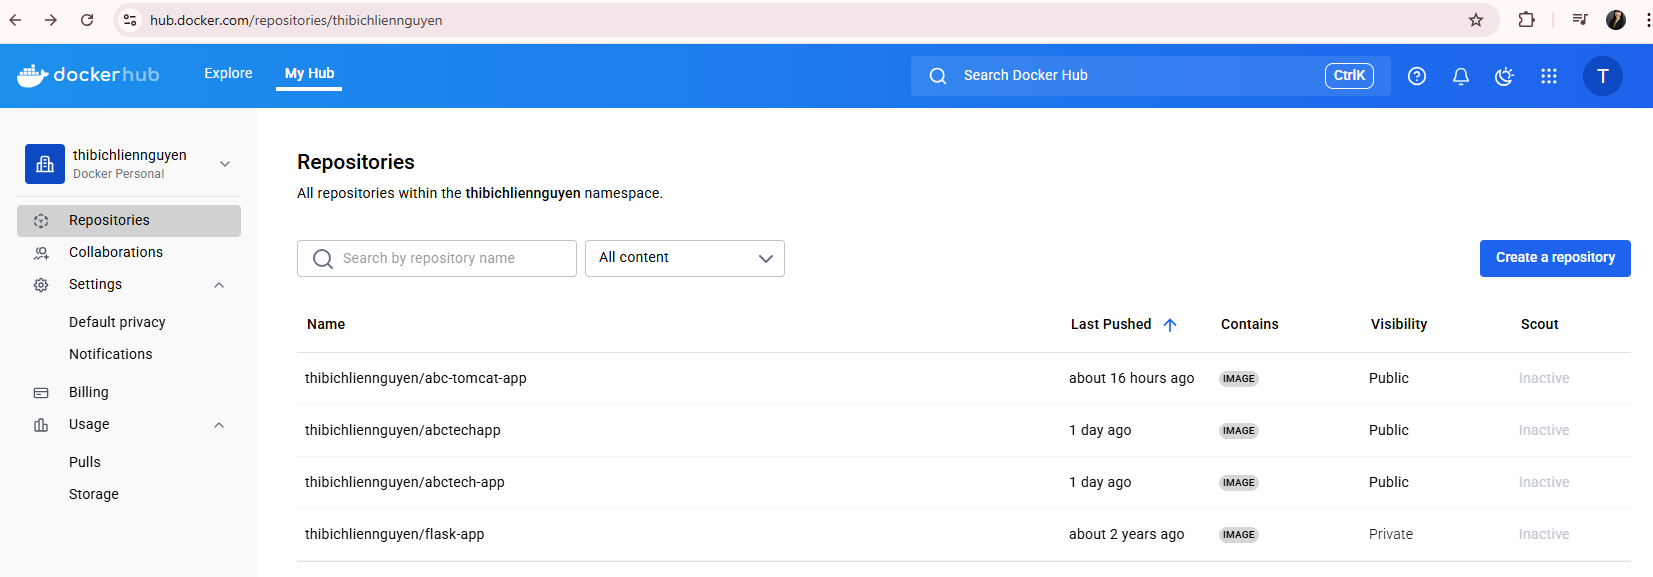 hub.docker.com/repositories/thibichliennguyen
dockerhub Explore My Hub Search Docker Hub CtrlK T
thibichliennguyen
Docker Personal
Repositories
Collaborations
Settings
Default privacy
Notifications
Billing
Usage
Pulls
Storage
Repositories
All repositories within the thibichliennguyen namespace.
Search by repository name All content Create a repository
Name Last Pushed Contains Visibility Scout
thibichliennguyen/abc-tomcat-app about 16 hours ago IMAGE Public Inactive
thibichliennguyen/abctechapp 1 day ago IMAGE Public Inactive
thibichliennguyen/abctech-app 1 day ago IMAGE Public Inactive
thibichliennguyen/flask-app about 2 years ago IMAGE Private Inactive